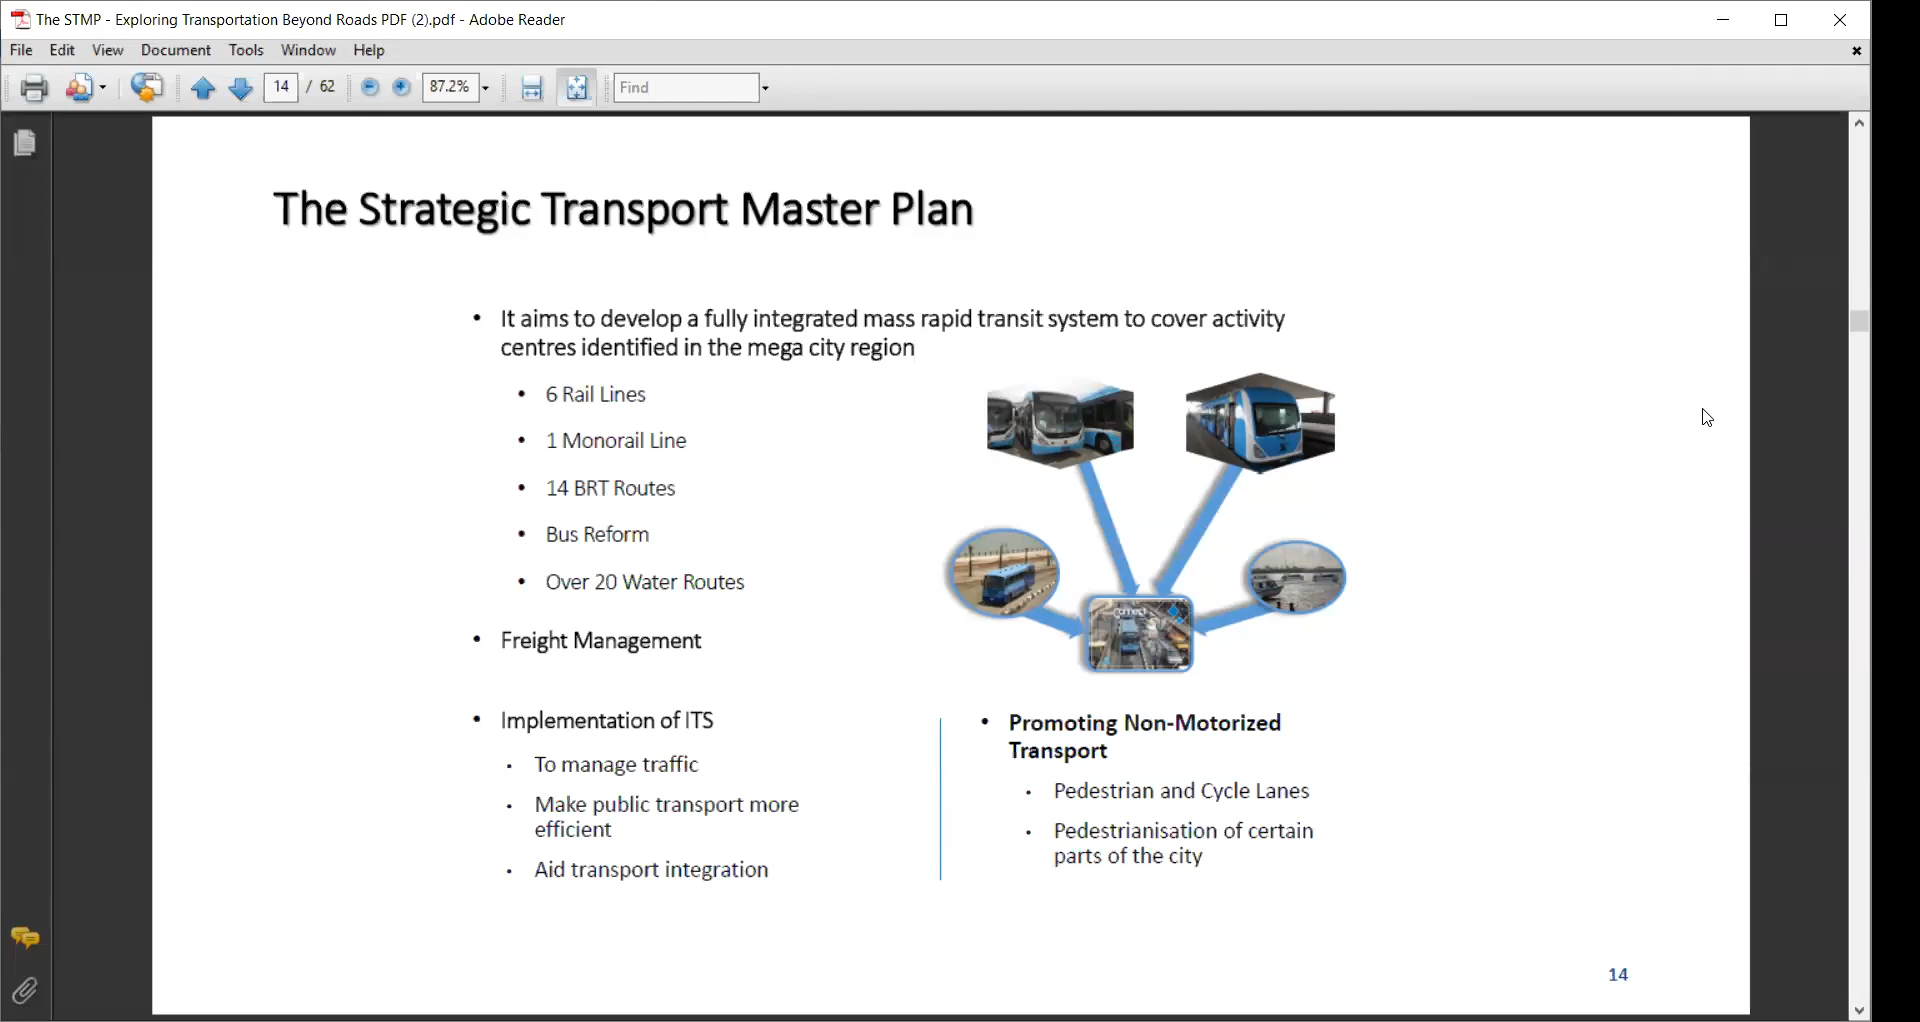 The STMP - Exploring Transportation Beyond Roads PDF (2).pdf - Adobe Reader
File Edit View Document Tools Window Help
14 / 62 87.2% Find
The Strategic Transport Master Plan
• It aims to develop a fully integrated mass rapid transit system to cover activity
centres identified in the mega city region
• 6 Rail Lines
• 1 Monorail Line
• 14 BRT Routes
• Bus Reform
• Over 20 Water Routes
• Freight Management
• Implementation of ITS
• To manage traffic
• Make public transport more
efficient
• Aid transport integration
connect
• Promoting Non-Motorized
Transport
• Pedestrian and Cycle Lanes
• Pedestrianisation of certain
parts of the city
14